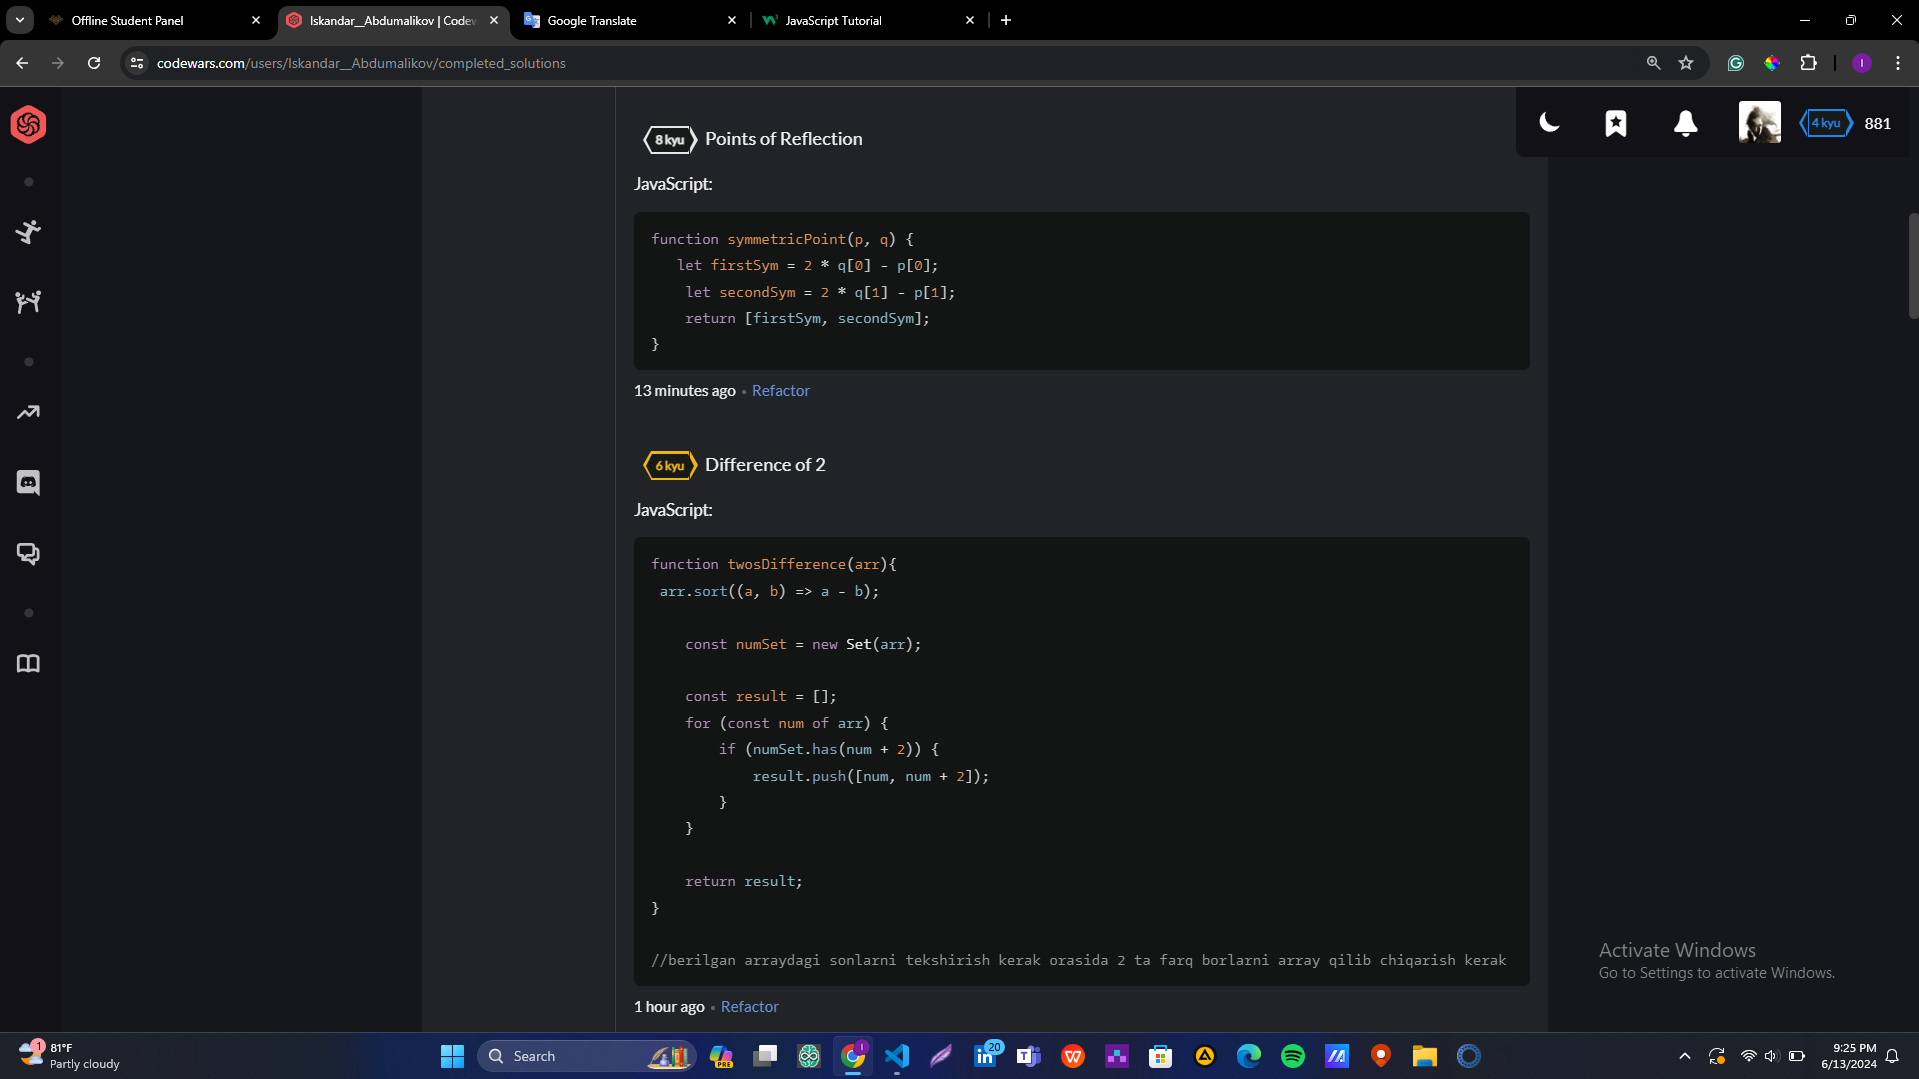 Offline Student Panel
Iskandar__Abdumalikov | Codew
Google Translate
JavaScript Tutorial
codewars.com/users/Iskandar__Abdumalikov/completed_solutions
4 kyu 881
8 kyu Points of Reflection
JavaScript:
function symmetricPoint(p, q) {
let firstSym = 2 * q[0] - p[0];
let secondSym = 2 * q[1] - p[1];
return [firstSym, secondSym];
}
13 minutes ago • Refactor
6 kyu Difference of 2
JavaScript:
function twosDifference(arr){
arr.sort((a, b) => a - b);
const numSet = new Set(arr);
const result = [];
for (const num of arr) {
if (numSet.has(num + 2)) {
result.push([num, num + 2]);
}
}
return result;
}
//berilgan arraydagi sonlarni tekshirish kerak orasida 2 ta farq borlarni array qilib chiqarish kerak
1 hour ago • Refactor
Activate Windows
Go to Settings to activate Windows.
1
81°F
Partly cloudy
Search
PRE
20
9:25 PM
6/13/2024